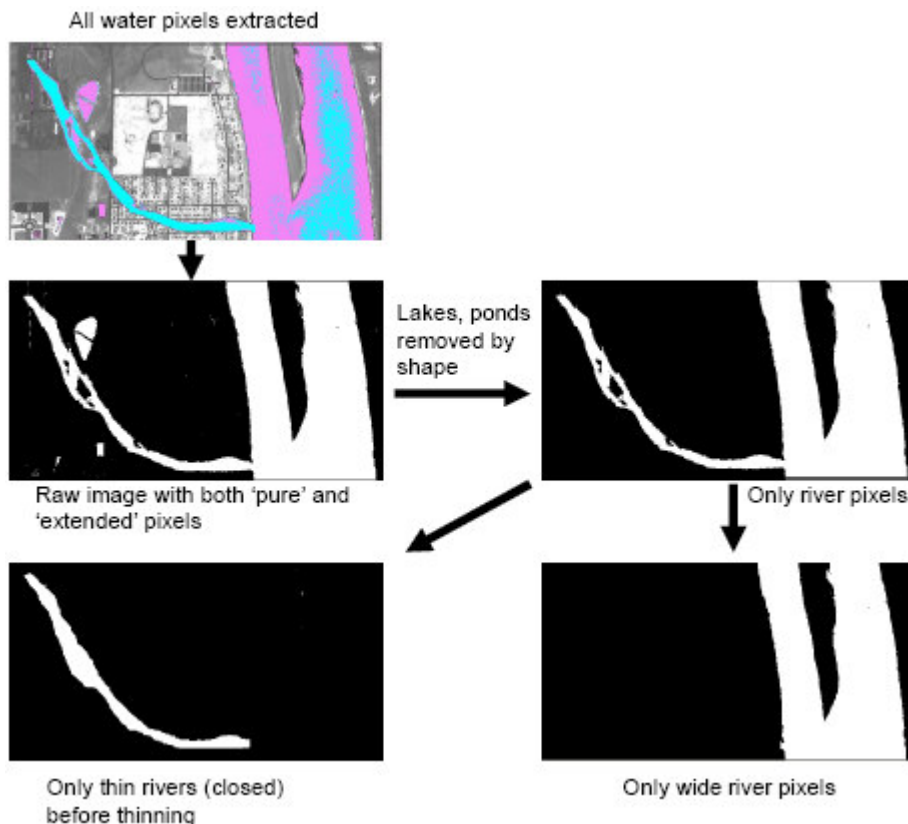 All water pixels extracted
Lakes, ponds
removed by
shape
Raw image with both ‘pure’ and
‘extended’ pixels
Only river pixels
Only thin rivers (closed)
before thinning
Only wide river pixels